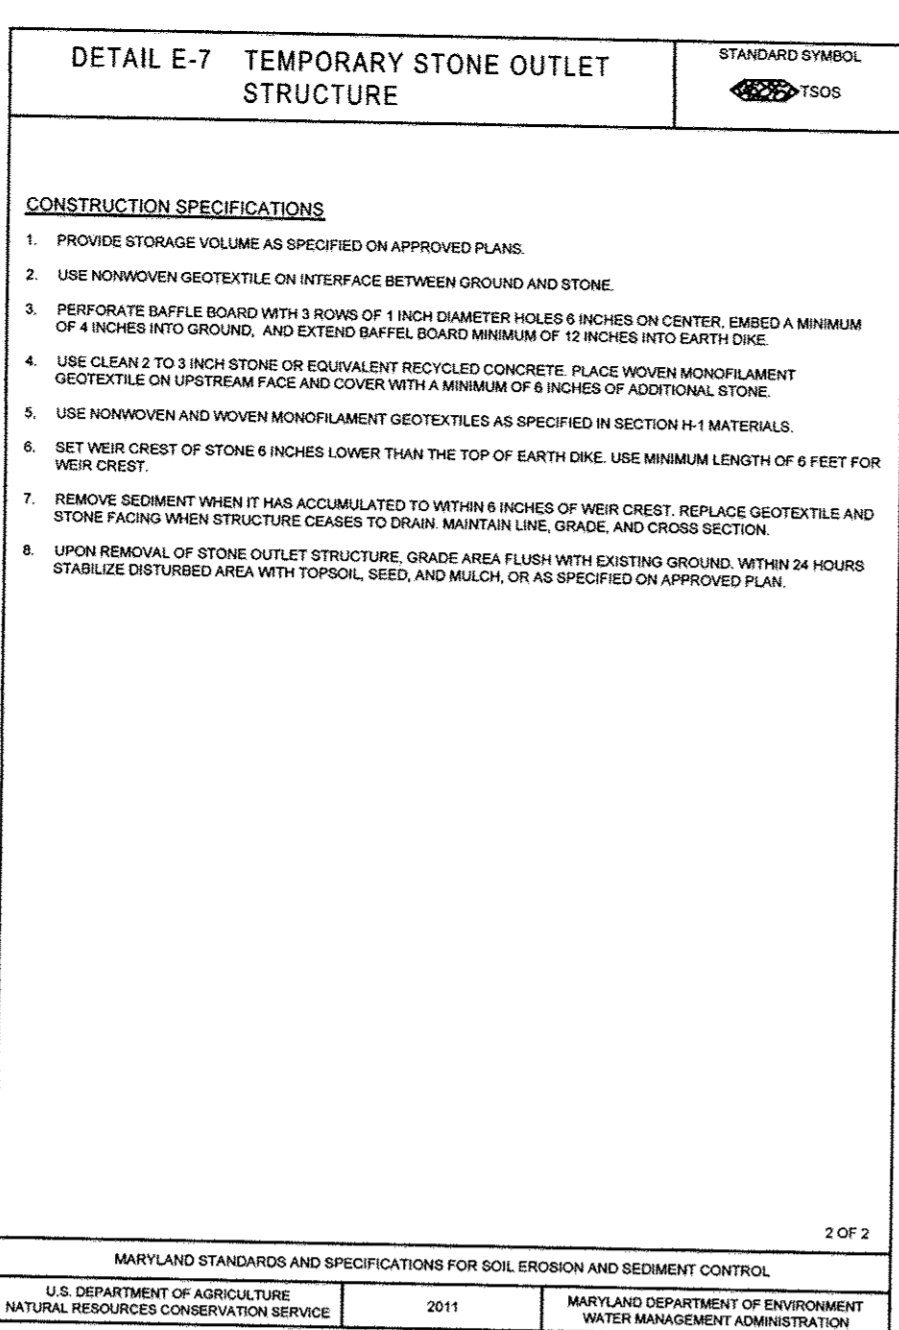 DETAIL E-7 TEMPORARY STONE OUTLET
STRUCTURE
STANDARD SYMBOL
TSOS
CONSTRUCTION SPECIFICATIONS
1. PROVIDE STORAGE VOLUME AS SPECIFIED ON APPROVED PLANS.
2. USE NONWOVEN GEOTEXTILE ON INTERFACE BETWEEN GROUND AND STONE.
3. PERFORATE BAFFLE BOARD WITH 3 ROWS OF 1 INCH DIAMETER HOLES 6 INCHES ON CENTER, EMBED A MINIMUM
OF 4 INCHES INTO GROUND, AND EXTEND BAFFEL BOARD MINIMUM OF 12 INCHES INTO EARTH DIKE.
4. USE CLEAN 2 TO 3 INCH STONE OR EQUIVALENT RECYCLED CONCRETE. PLACE WOVEN MONOFILAMENT
GEOTEXTILE ON UPSTREAM FACE AND COVER WITH A MINIMUM OF 6 INCHES OF ADDITIONAL STONE.
5. USE NONWOVEN AND WOVEN MONOFILAMENT GEOTEXTILES AS SPECIFIED IN SECTION H-1 MATERIALS.
6. SET WEIR CREST OF STONE 6 INCHES LOWER THAN THE TOP OF EARTH DIKE. USE MINIMUM LENGTH OF 6 FEET FOR
WEIR CREST.
7. REMOVE SEDIMENT WHEN IT HAS ACCUMULATED TO WITHIN 6 INCHES OF WEIR CREST. REPLACE GEOTEXTILE AND
STONE FACING WHEN STRUCTURE CEASES TO DRAIN. MAINTAIN LINE, GRADE, AND CROSS SECTION.
8. UPON REMOVAL OF STONE OUTLET STRUCTURE, GRADE AREA FLUSH WITH EXISTING GROUND. WITHIN 24 HOURS
STABILIZE DISTURBED AREA WITH TOPSOIL, SEED, AND MULCH, OR AS SPECIFIED ON APPROVED PLAN.
2 OF 2
MARYLAND STANDARDS AND SPECIFICATIONS FOR SOIL EROSION AND SEDIMENT CONTROL
U.S. DEPARTMENT OF AGRICULTURE
NATURAL RESOURCES CONSERVATION SERVICE
2011
MARYLAND DEPARTMENT OF ENVIRONMENT
WATER MANAGEMENT ADMINISTRATION